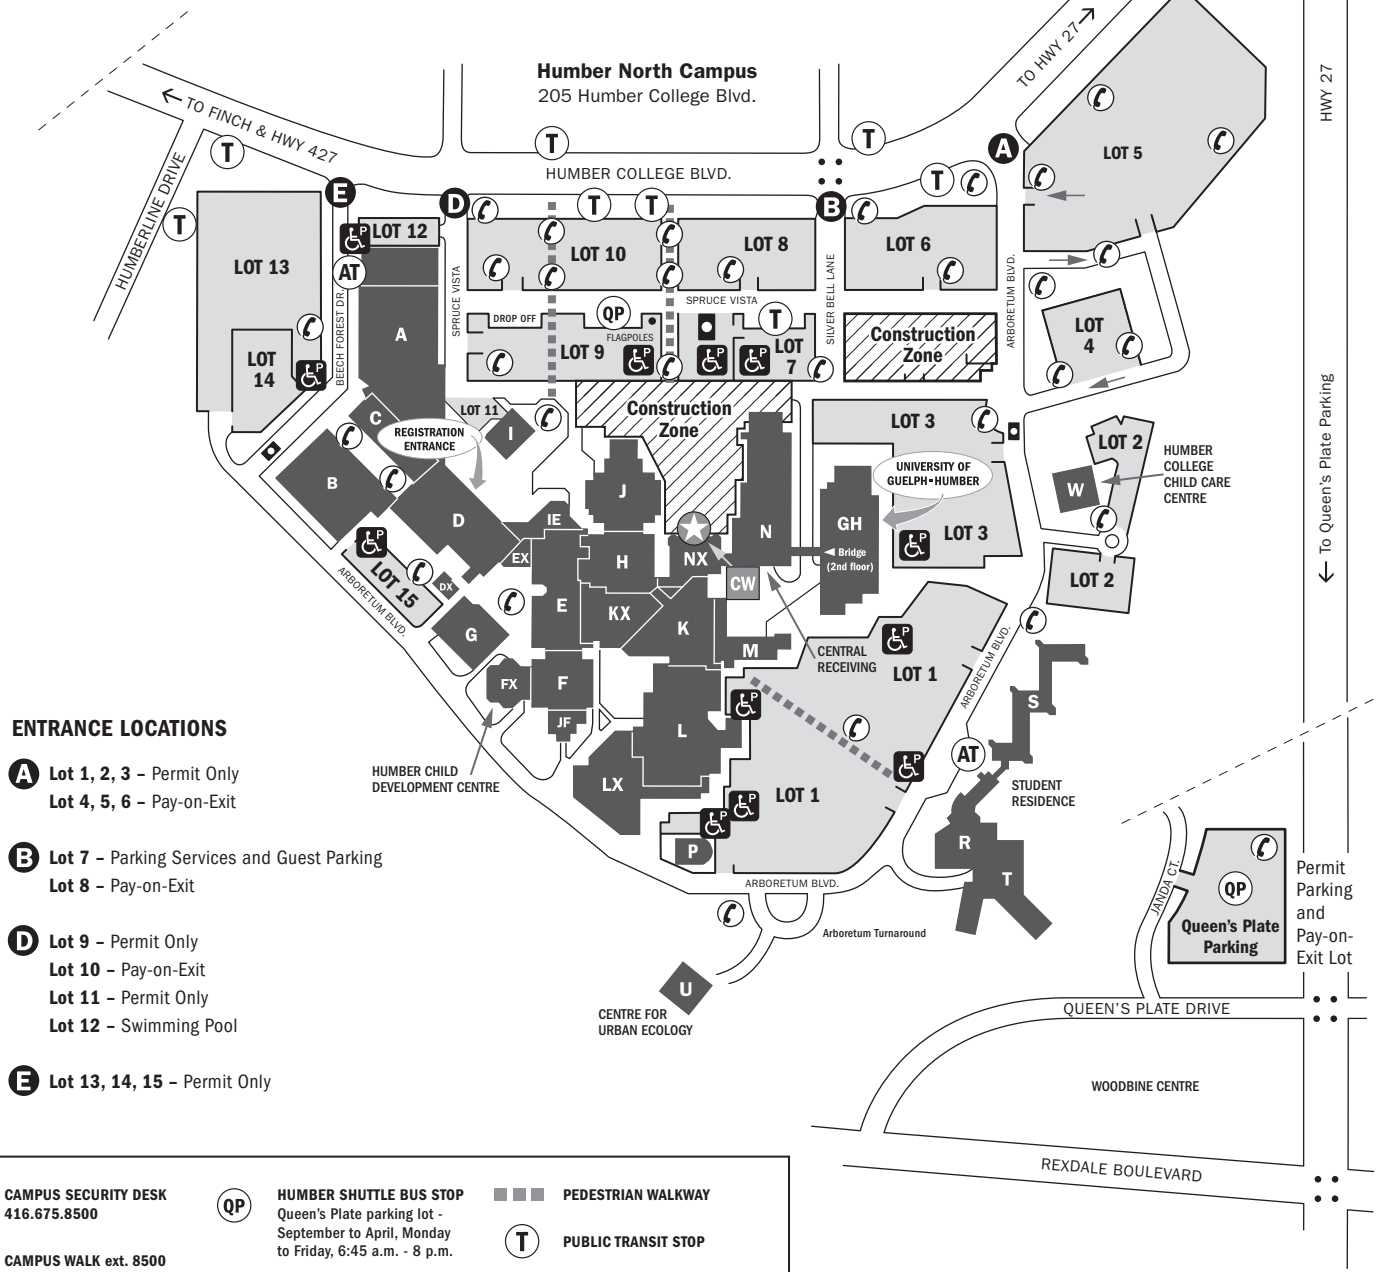 Humber North Campus
205 Humber College Blvd.
TO HWY 27
HWY 27
TO FINCH & HWY 427
HUMBERLINE DRIVE
HUMBER COLLEGE BLVD.
T
T
T
T
T
T
T
A
E
D
B
LOT 5
LOT 13
LOT 12
P
AT
LOT 10
LOT 8
LOT 6
SPRUCE VISTA
SPRUCE VISTA
SILVER BELL LANE
ARBORETUM BLVD.
BEECH FOREST DR.
DROP OFF
QP
FLAGPOLES
LOT 9
P
P
P
T
LOT
7
Construction
Zone
LOT
4
A
LOT
14
P
LOT 11
I
C
REGISTRATION
ENTRANCE
Construction
Zone
LOT 3
LOT 2
HUMBER
COLLEGE
CHILD CARE
CENTRE
W
UNIVERSITY OF
GUELPH-HUMBER
B
D
J
N
GH
LOT 3
P
IE
EX
H
NX
Bridge
(2nd floor)
CW
P
LOT 15
DX
ARBORETUM BLVD.
LOT 2
G
E
KX
K
M
CENTRAL
RECEIVING
P
LOT 1
ARBORETUM BLVD.
S
FX
F
JF
L
P
LX
HUMBER CHILD
DEVELOPMENT CENTRE
P
AT
STUDENT
RESIDENCE
LOT 1
P
P
P
R
T
ARBORETUM BLVD.
Arboretum Turnaround
U
CENTRE FOR
URBAN ECOLOGY
To Queen's Plate Parking
JANDA CT.
QP
Queen's Plate
Parking
Permit
Parking
and
Pay-on-
Exit Lot
QUEEN'S PLATE DRIVE
WOODBINE CENTRE
REXDALE BOULEVARD
ENTRANCE LOCATIONS
A Lot 1, 2, 3 – Permit Only
Lot 4, 5, 6 – Pay-on-Exit
B Lot 7 – Parking Services and Guest Parking
Lot 8 – Pay-on-Exit
D Lot 9 – Permit Only
Lot 10 – Pay-on-Exit
Lot 11 – Permit Only
Lot 12 – Swimming Pool
E Lot 13, 14, 15 – Permit Only
CAMPUS SECURITY DESK
416.675.8500
CAMPUS WALK ext. 8500
QP
HUMBER SHUTTLE BUS STOP
Queen's Plate parking lot -
September to April, Monday
to Friday, 6:45 a.m. - 8 p.m.
PEDESTRIAN WALKWAY
T
PUBLIC TRANSIT STOP